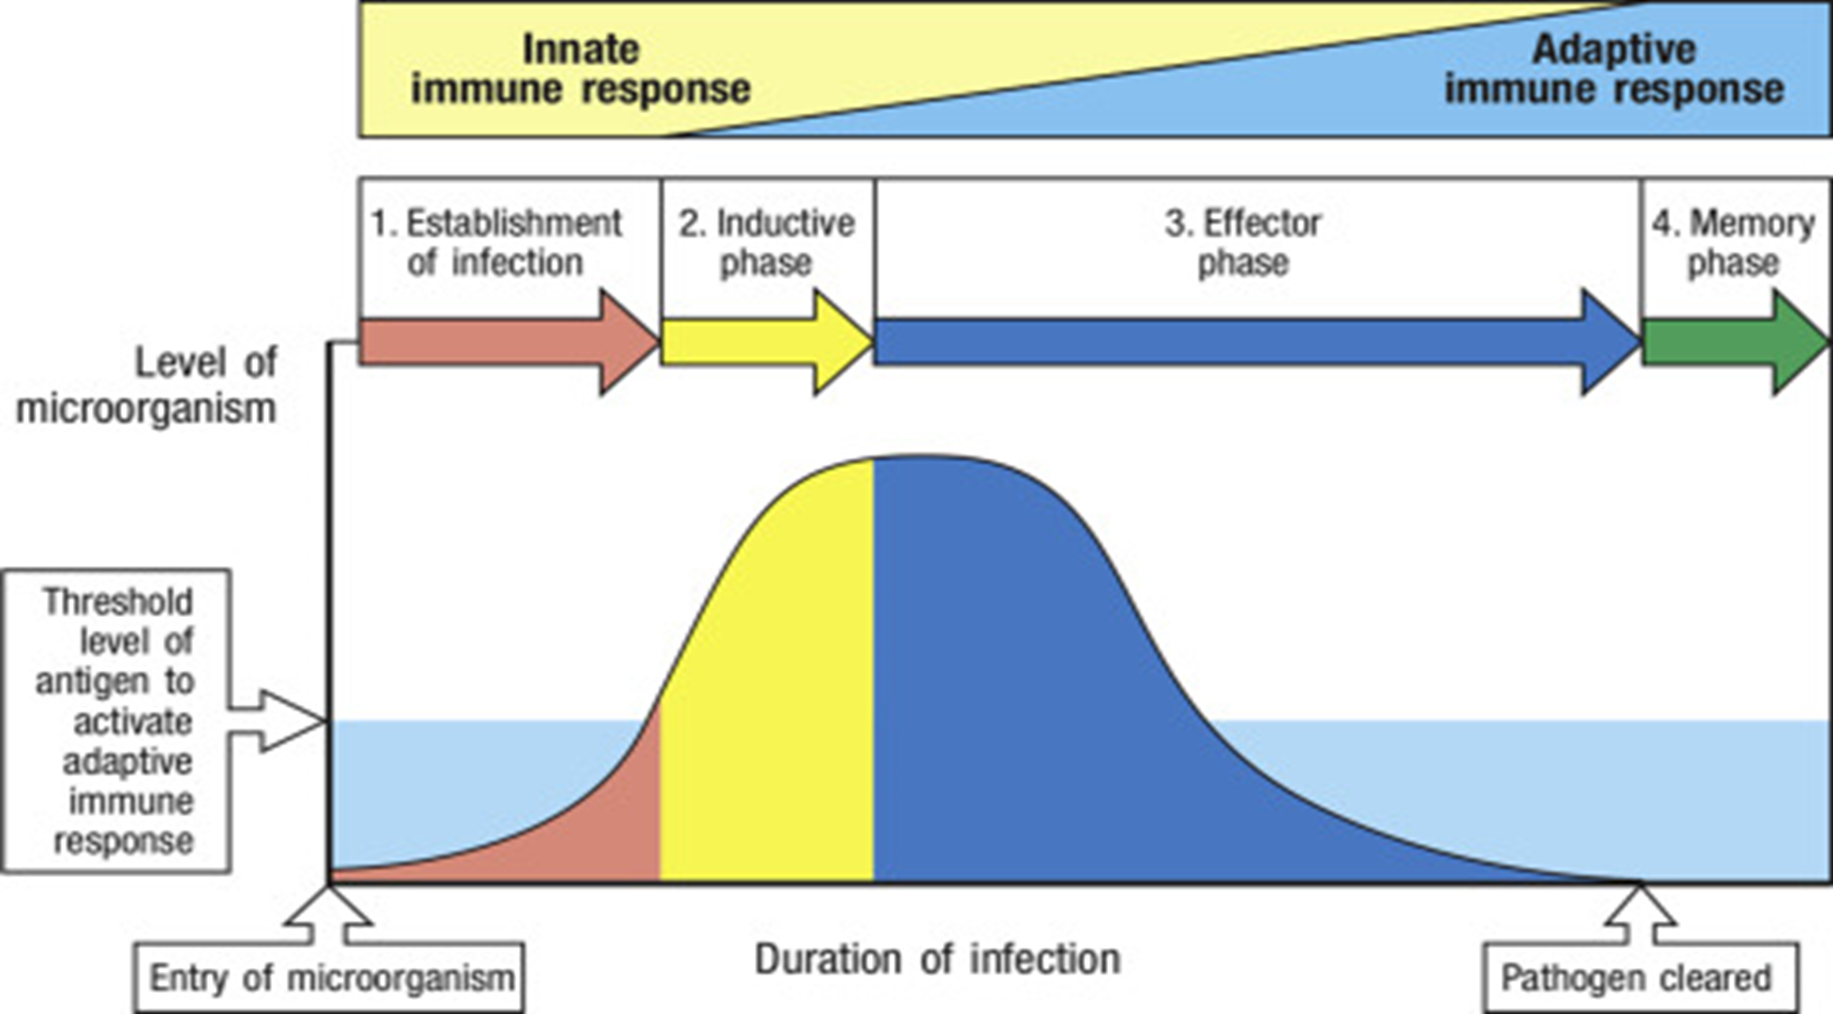 Innate
immune response
Adaptive
immune response
1. Establishment
of infection
2. Inductive
phase
3. Effector
phase
4. Memory
phase
Level of
microorganism
Threshold
level of
antigen to
activate
adaptive
immune
response
Entry of microorganism
Duration of infection
Pathogen cleared